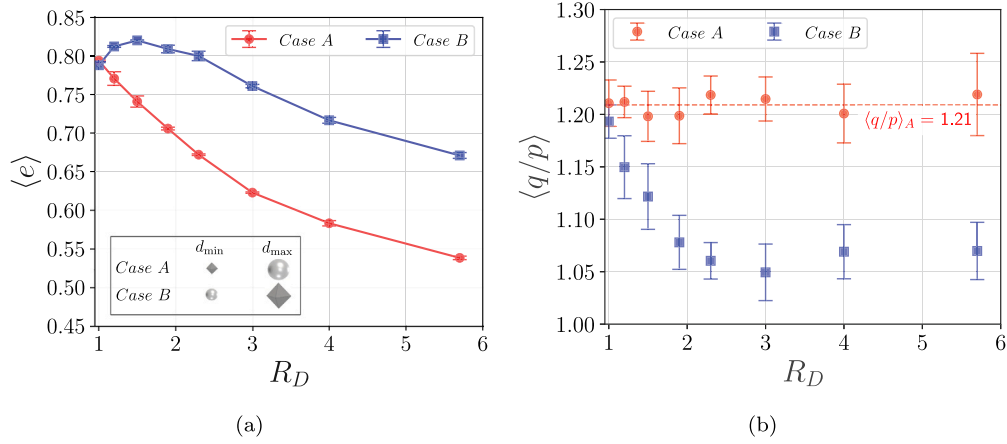 0.85
0.80
0.75
0.70
0.65
0.60
0.55
0.50
0.45
⟨e⟩
Case A Case B
d_min d_max
Case A
Case B
1 2 3 4 5 6
R_D
(a)
1.30
1.25
1.20
1.15
1.10
1.05
1.00
⟨q/p⟩
Case A Case B
⟨q/p⟩_A = 1.21
1 2 3 4 5 6
R_D
(b)